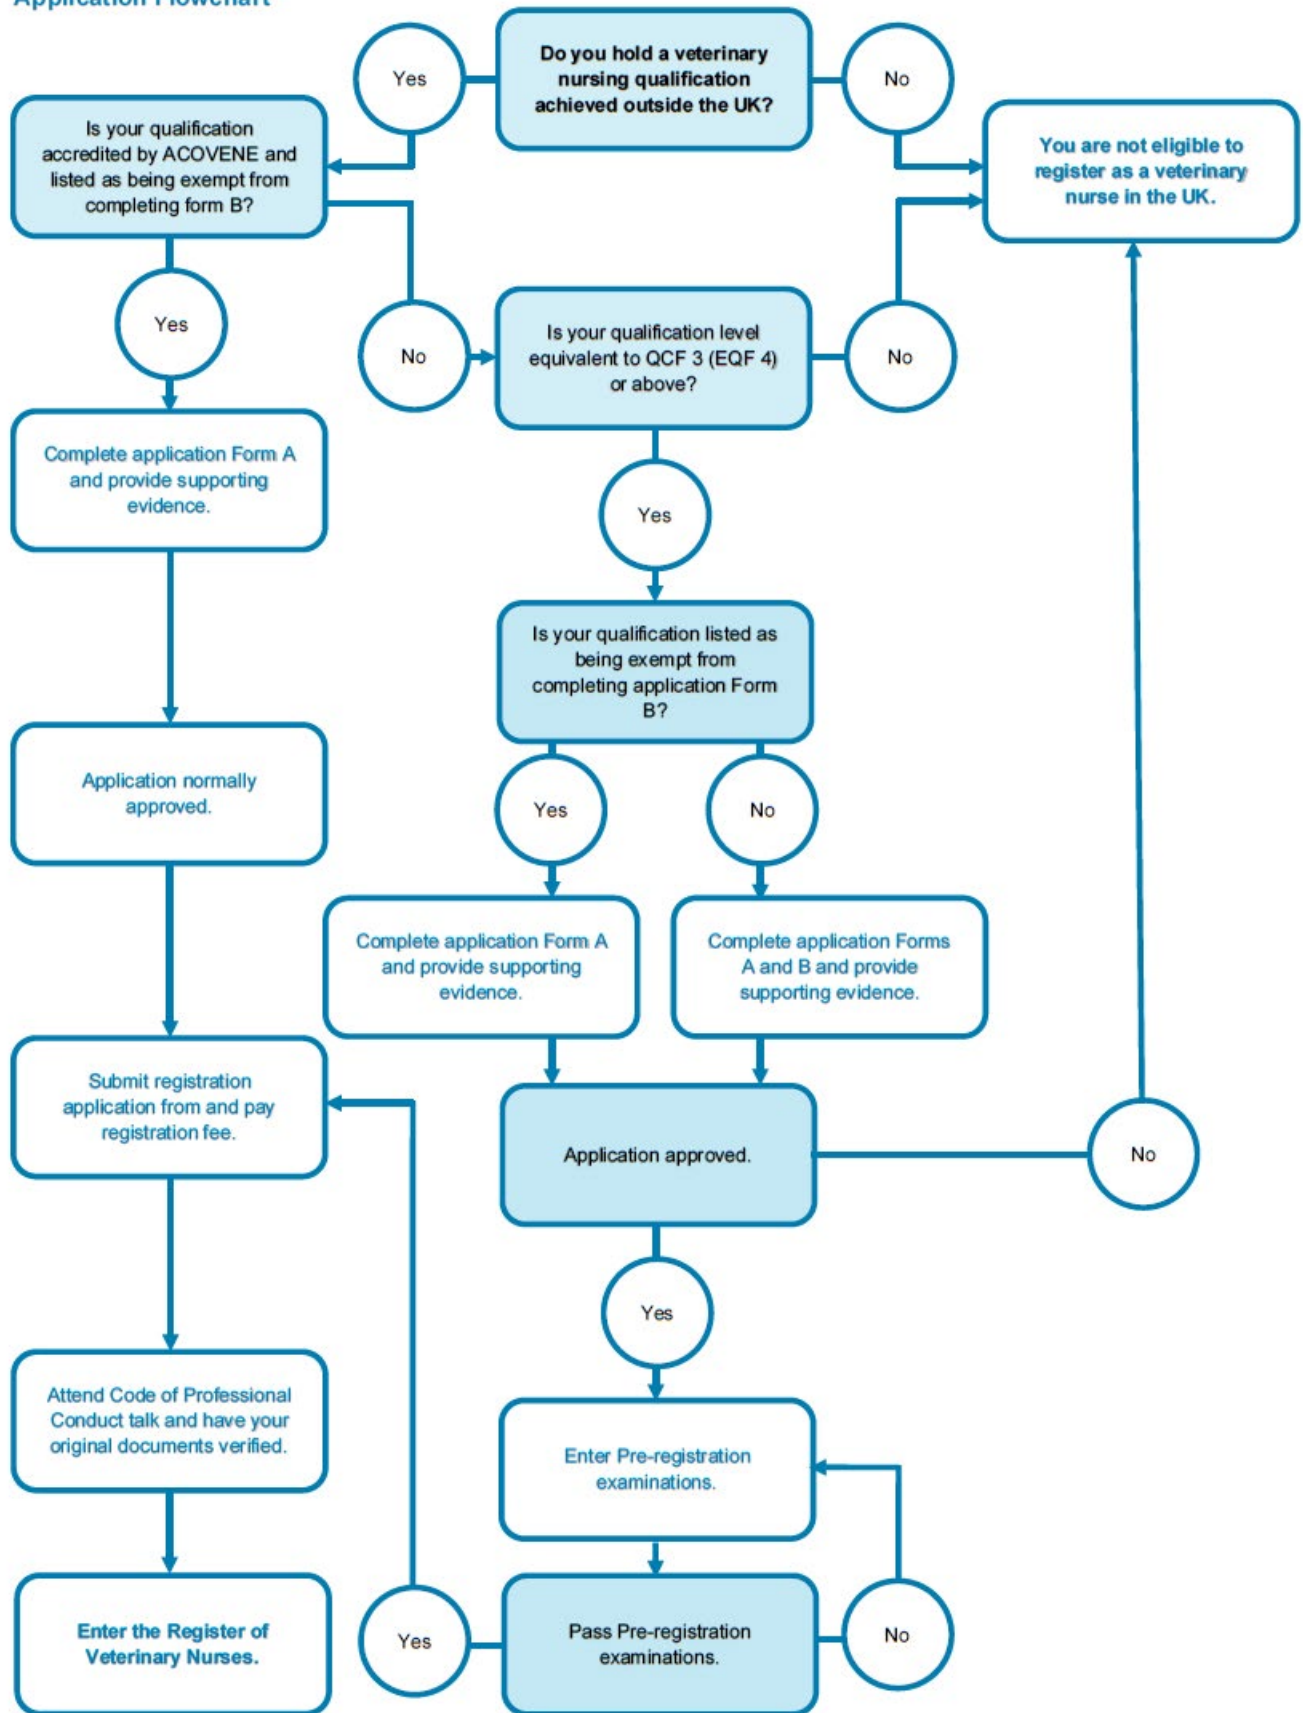 Application Flowchart
Do you hold a veterinary
nursing qualification
achieved outside the UK?
Yes
No
Is your qualification
accredited by ACOVENE and
listed as being exempt from
completing form B?
You are not eligible to
register as a veterinary
nurse in the UK.
Yes
No
Is your qualification level
equivalent to QCF 3 (EQF 4)
or above?
No
Complete application Form A
and provide supporting
evidence.
Yes
Is your qualification listed as
being exempt from
completing application Form
B?
Application normally
approved.
Yes
No
Complete application Form A
and provide supporting
evidence.
Complete application Forms
A and B and provide
supporting evidence.
Submit registration
application from and pay
registration fee.
Application approved.
No
Yes
Attend Code of Professional
Conduct talk and have your
original documents verified.
Enter Pre-registration
examinations.
Enter the Register of
Veterinary Nurses.
Yes
Pass Pre-registration
examinations.
No